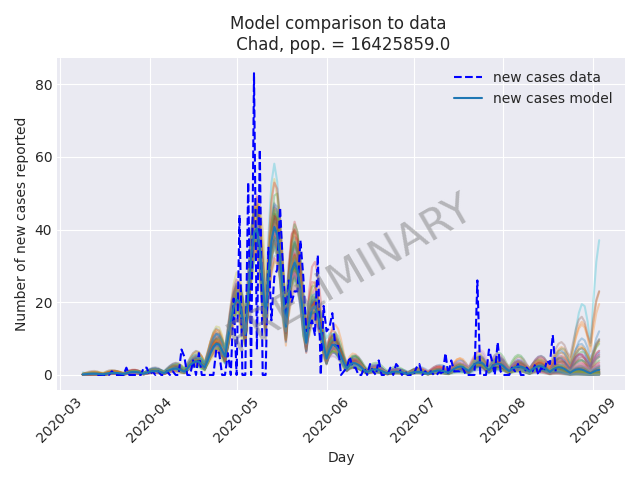 Model comparison to data
Chad, pop. = 16425859.0
new cases data
new cases model
Number of new cases reported
80
60
40
20
0
PRELIMINARY
2020-03
2020-04
2020-05
2020-06
2020-07
2020-08
2020-09
Day